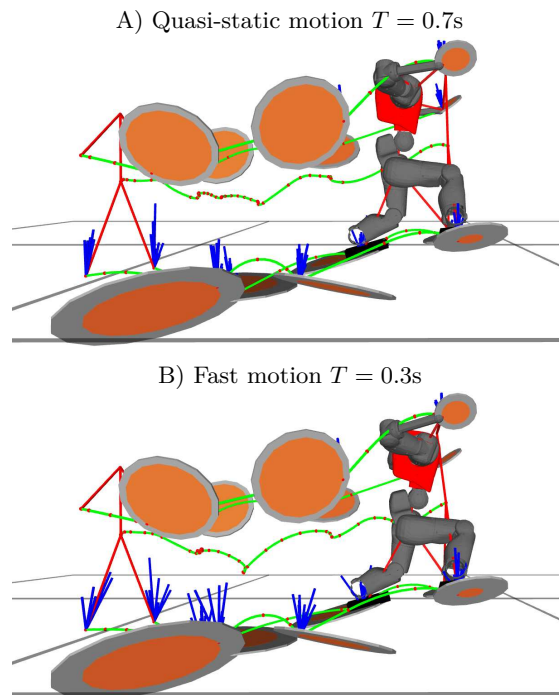 A) Quasi-static motion T = 0.7s
B) Fast motion T = 0.3s